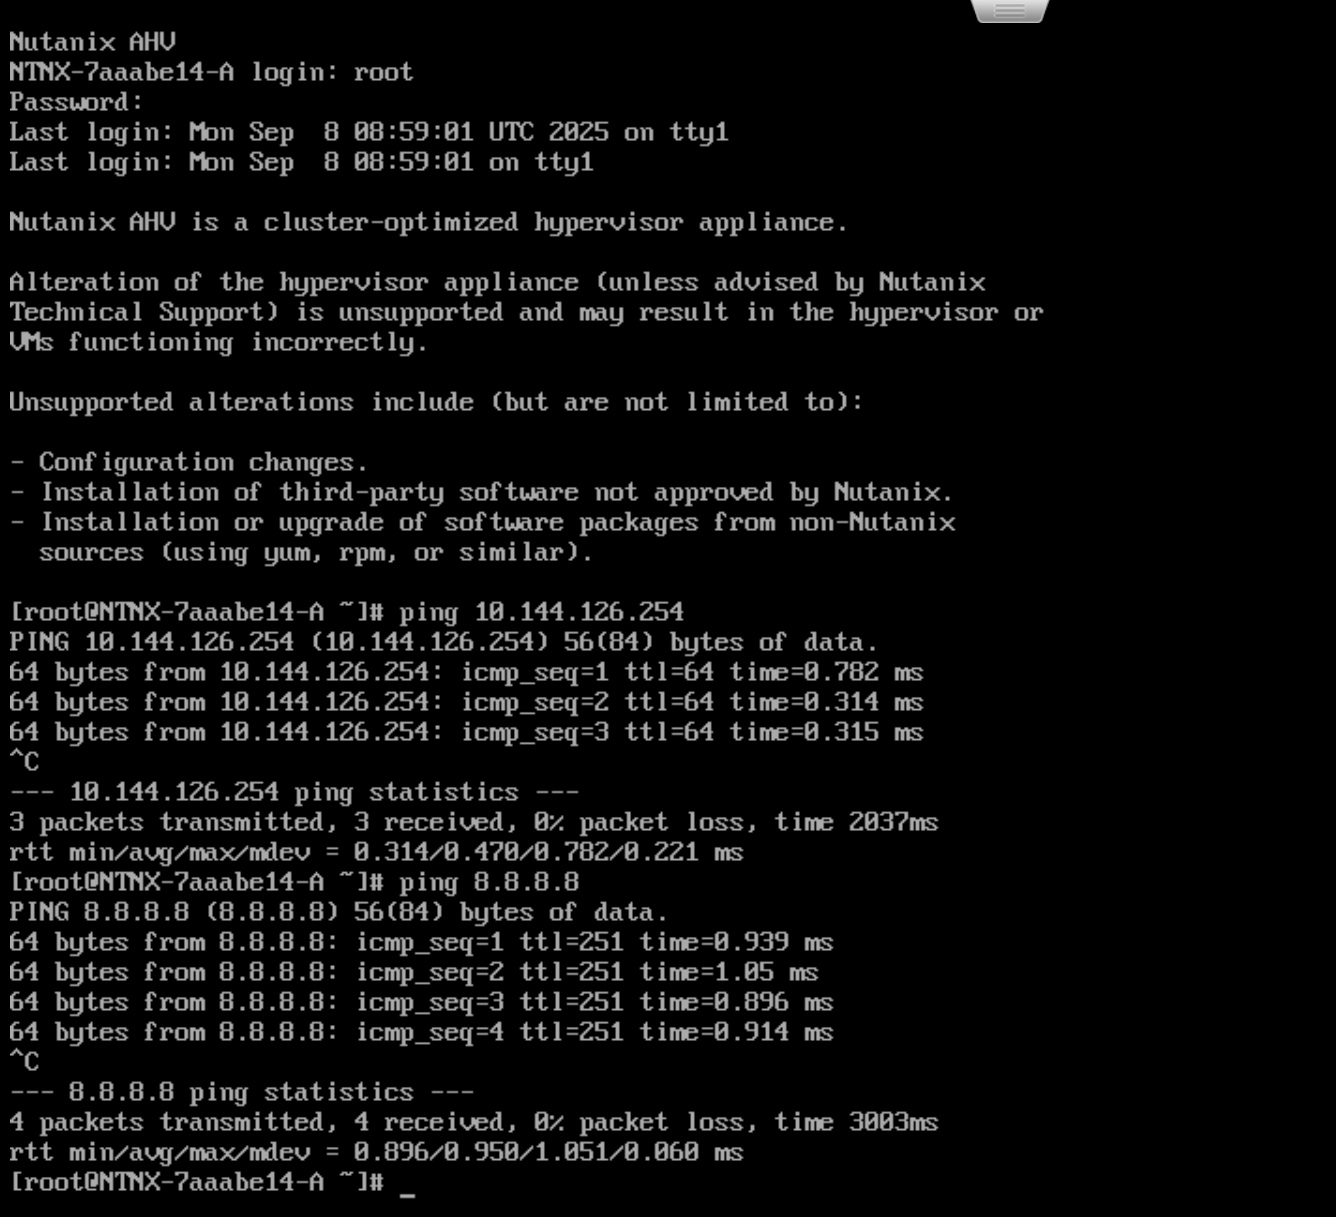 Nutanix AHV
NTNX-7aaabe14-A login: root
Password:
Last login: Mon Sep  8 08:59:01 UTC 2025 on tty1
Last login: Mon Sep  8 08:59:01 on tty1
Nutanix AHV is a cluster-optimized hypervisor appliance.
Alteration of the hypervisor appliance (unless advised by Nutanix
Technical Support) is unsupported and may result in the hypervisor or
VMs functioning incorrectly.
Unsupported alterations include (but are not limited to):
- Configuration changes.
- Installation of third-party software not approved by Nutanix.
- Installation or upgrade of software packages from non-Nutanix
  sources (using yum, rpm, or similar).
[root@NTNX-7aaabe14-A ~]# ping 10.144.126.254
PING 10.144.126.254 (10.144.126.254) 56(84) bytes of data.
64 bytes from 10.144.126.254: icmp_seq=1 ttl=64 time=0.782 ms
64 bytes from 10.144.126.254: icmp_seq=2 ttl=64 time=0.314 ms
64 bytes from 10.144.126.254: icmp_seq=3 ttl=64 time=0.315 ms
^C
--- 10.144.126.254 ping statistics ---
3 packets transmitted, 3 received, 0% packet loss, time 2037ms
rtt min/avg/max/mdev = 0.314/0.470/0.782/0.221 ms
[root@NTNX-7aaabe14-A ~]# ping 8.8.8.8
PING 8.8.8.8 (8.8.8.8) 56(84) bytes of data.
64 bytes from 8.8.8.8: icmp_seq=1 ttl=251 time=0.939 ms
64 bytes from 8.8.8.8: icmp_seq=2 ttl=251 time=1.05 ms
64 bytes from 8.8.8.8: icmp_seq=3 ttl=251 time=0.896 ms
64 bytes from 8.8.8.8: icmp_seq=4 ttl=251 time=0.914 ms
^C
--- 8.8.8.8 ping statistics ---
4 packets transmitted, 4 received, 0% packet loss, time 3003ms
rtt min/avg/max/mdev = 0.896/0.950/1.051/0.060 ms
[root@NTNX-7aaabe14-A ~]# _